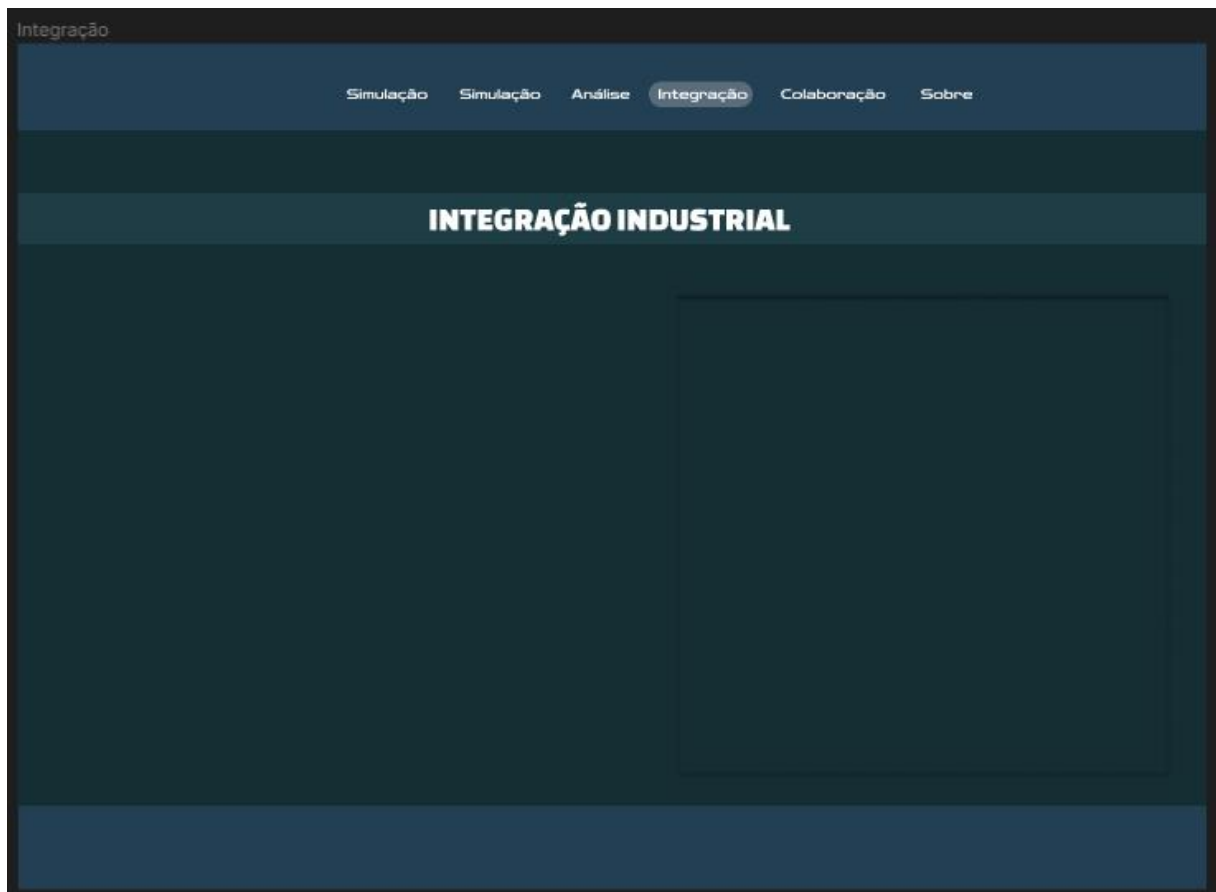 Integração
Simulação Simulação Análise Integração Colaboração Sobre
INTEGRAÇÃO INDUSTRIAL